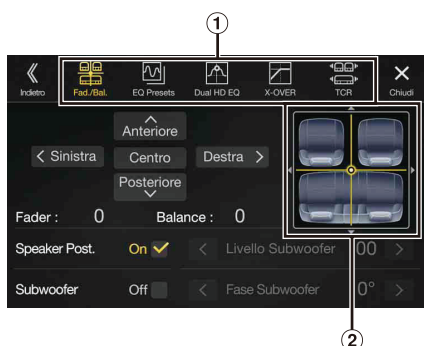 1
Indietro Fad./Bal. EQ Presets Dual HD EQ X-OVER TCR Chiudi
Anteriore
Sinistra Centro Destra
Posteriore
Fader : 0 Balance : 0
Speaker Post. On Livello Subwoofer 00
Subwoofer Off Fase Subwoofer 0°
2